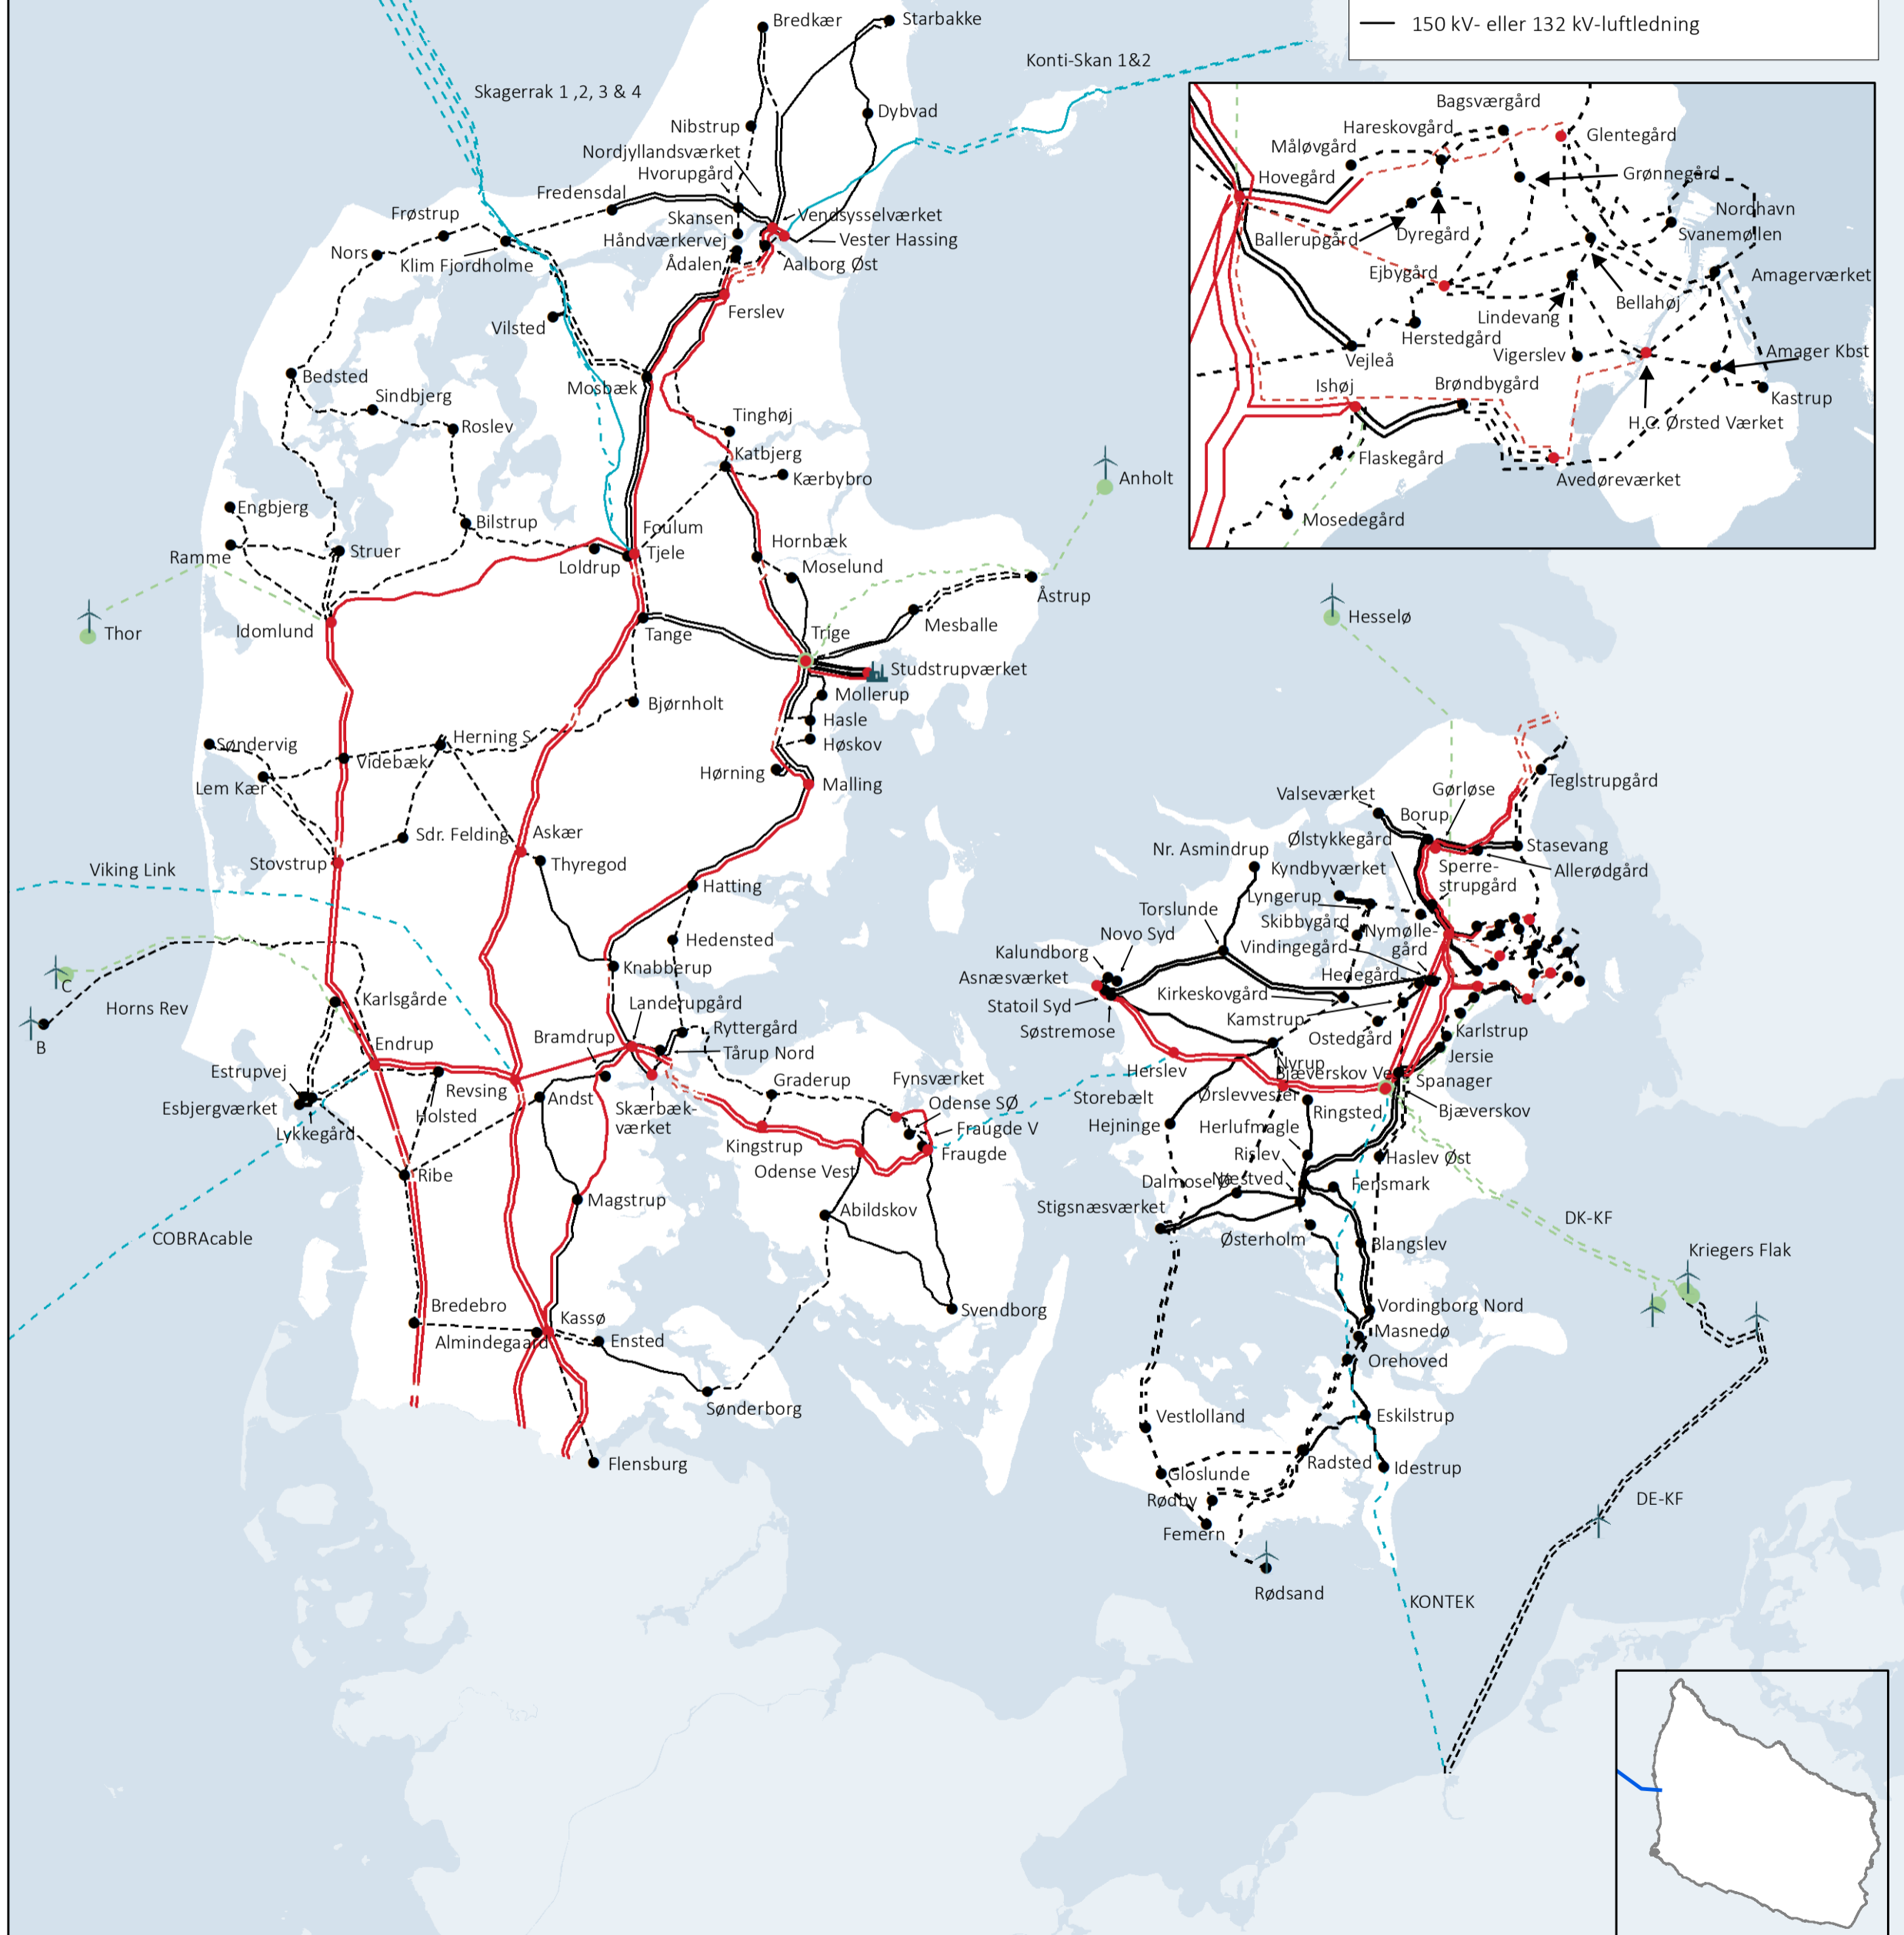 150 kV- eller 132 kV-luftledning
Bredkær
Starbakke
Konti-Skan 1&2
Skagerrak 1 ,2, 3 & 4
Dybvad
Nibstrup
Nordjyllandsværket
Hvorupgård
Fredensdal
Frøstrup
Skansen
Vendsysselværket
Håndværkervej
Vester Hassing
Nors
Klim Fjordholme
Ådalen
Aalborg Øst
Ferslev
Vilsted
Bedsted
Mosbæk
Sindbjerg
Roslev
Tinghøj
Katbjerg
Kærbybro
Anholt
Engbjerg
Bilstrup
Foulum
Ramme
Struer
Loldrup
Tjele
Hornbæk
Moselund
Åstrup
Thor
Idomlund
Tange
Trige
Mesballe
Studstrupværket
Mollerup
Bjørnholt
Hasle
Høskov
Søndervig
Herning S
Videbæk
Lem Kær
Hørning
Malling
Sdr. Felding
Askær
Thyregod
Stovstrup
Viking Link
Hatting
Hedensted
Knabberup
C
Horns Rev
B
Karlsgårde
Landerupgård
Bramdrup
Ryttergård
Tårup Nord
Endrup
Estrupvej
Esbjergværket
Lykkegård
Revsing
Holsted
Andst
Skærbæk-
værket
Graderup
Fynsværket
Odense SØ
Fraugde V
Fraugde
Kingstrup
Odense Vest
Ribe
Magstrup
Abildskov
COBRAcable
Svendborg
Bredebro
Almindegaard
Kassø
Ensted
Sønderborg
Flensburg
Bagsværgård
Hareskovgård
Glentegård
Måløvgård
Hovegård
Grønnegård
Nordhavn
Svanemøllen
Ballerupgård
Dyregård
Ejbygård
Amagerværket
Bellahøj
Lindevang
Herstedgård
Vejleå
Vigerslev
Amager Kbst
Ishøj
Brøndbygård
Kastrup
H.C. Ørsted Værket
Flaskegård
Avedøreværket
Mosedegård
Hesselø
Teglstrupgård
Gørløse
Valseværket
Borup
Ølstykkegård
Nr. Asmindrup
Stasevang
Allerødgård
Kyndbyværket
Sperre-
strupgård
Lyngerup
Torslunde
Skibbygård
Novo Syd
Nymølle-
gård
Vindingegård
Kalundborg
Hedegård
Asnæsværket
Kirkeskovgård
Statoil Syd
Kamstrup
Søstremose
Ostedgård
Karlstrup
Jersie
Herslev
Nyrup
Bjæverskov Ve
Spanager
Storebælt
Ørslevvester
Ringsted
Bjæverskov
Hejninge
Herlufmagle
Rislev
Haslev Øst
Dalmose Ø
Næstved
Fensmark
Stigsnæsværket
Østerholm
Blangslev
DK-KF
Kriegers Flak
Vordingborg Nord
Masnedø
Orehoved
Vestlolland
Eskilstrup
Radsted
Idestrup
Gloslunde
Rødby
Femern
DE-KF
Rødsand
KONTEK